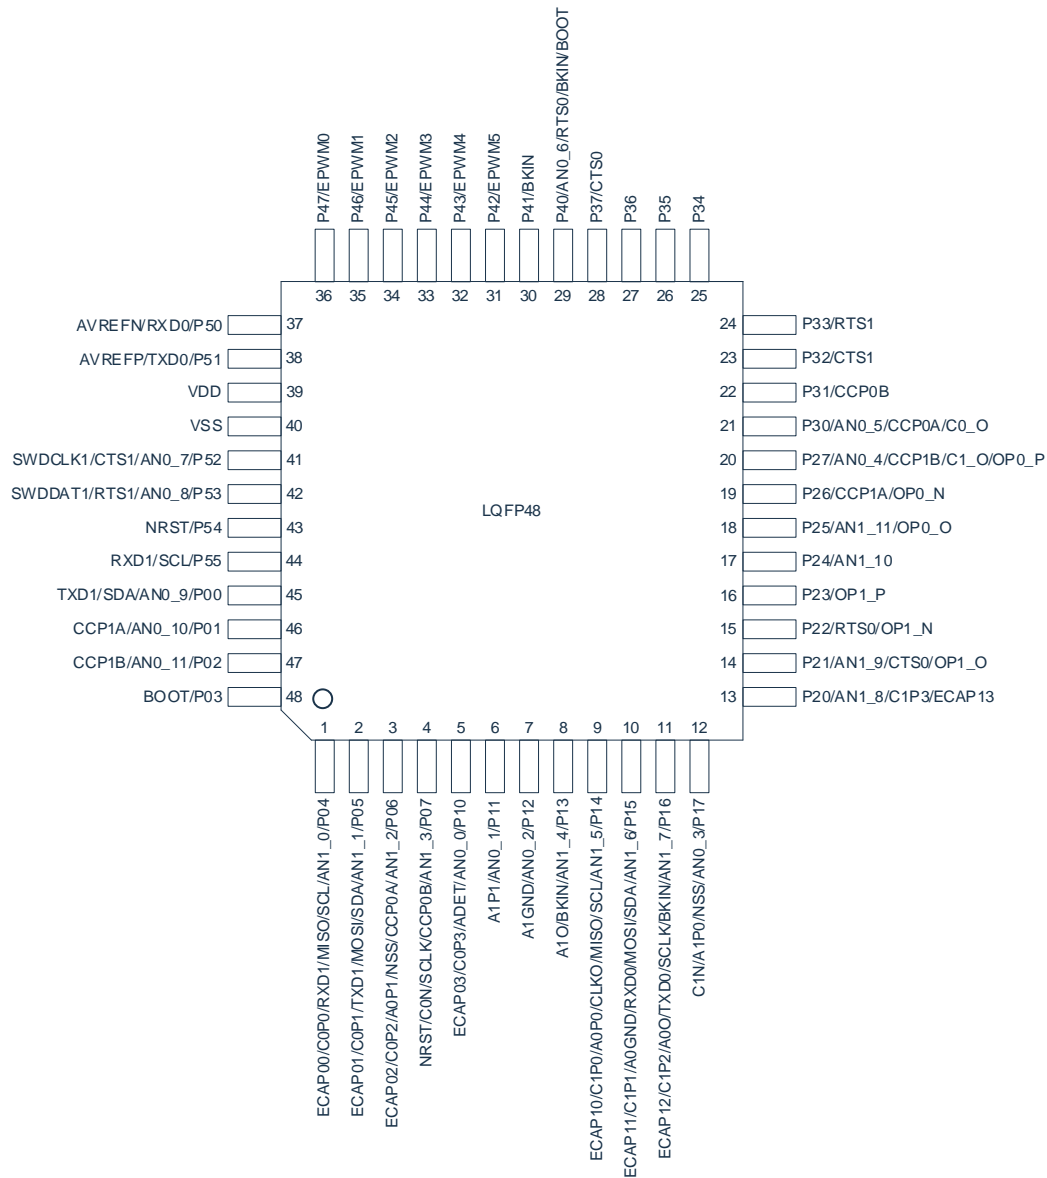 P47/EPWM0
P46/EPWM1
P45/EPWM2
P44/EPWM3
P43/EPWM4
P42/EPWM5
P41/BKIN
P40/AN0_6/RTS0/BKIN/BOOT
P37/CTS0
P36
P35
P34
36
35
34
33
32
31
30
29
28
27
26
25
AVREFN/RXD0/P50
37
24
P33/RTS1
AVREFP/TXD0/P51
38
23
P32/CTS1
VDD
39
22
P31/CCP0B
VSS
40
21
P30/AN0_5/CCP0A/C0_O
SWDCLK1/CTS1/AN0_7/P52
41
20
P27/AN0_4/CCP1B/C1_O/OP0_P
SWDDAT1/RTS1/AN0_8/P53
42
19
P26/CCP1A/OP0_N
LQFP48
NRST/P54
43
18
P25/AN1_11/OP0_O
RXD1/SCL/P55
44
17
P24/AN1_10
TXD1/SDA/AN0_9/P00
45
16
P23/OP1_P
CCP1A/AN0_10/P01
46
15
P22/RTS0/OP1_N
CCP1B/AN0_11/P02
47
14
P21/AN1_9/CTS0/OP1_O
BOOT/P03
48
13
P20/AN1_8/C1P3/ECAP13
1
2
3
4
5
6
7
8
9
10
11
12
ECAP00/C0P0/RXD1/MISO/SCL/AN1_0/P04
ECAP01/C0P1/TXD1/MOSI/SDA/AN1_1/P05
ECAP02/C0P2/A0P1/NSS/CCP0A/AN1_2/P06
NRST/C0N/SCLK/CCP0B/AN1_3/P07
ECAP03/C0P3/ADET/AN0_0/P10
A1P1/AN0_1/P11
A1GND/AN0_2/P12
A1O/BKIN/AN1_4/P13
ECAP10/C1P0/A0P0/CLKO/MISO/SCL/AN1_5/P14
ECAP11/C1P1/A0GND/RXD0/MOSI/SDA/AN1_6/P15
ECAP12/C1P2/A0O/TXD0/SCLK/BKIN/AN1_7/P16
C1N/A1P0/NSS/AN0_3/P17